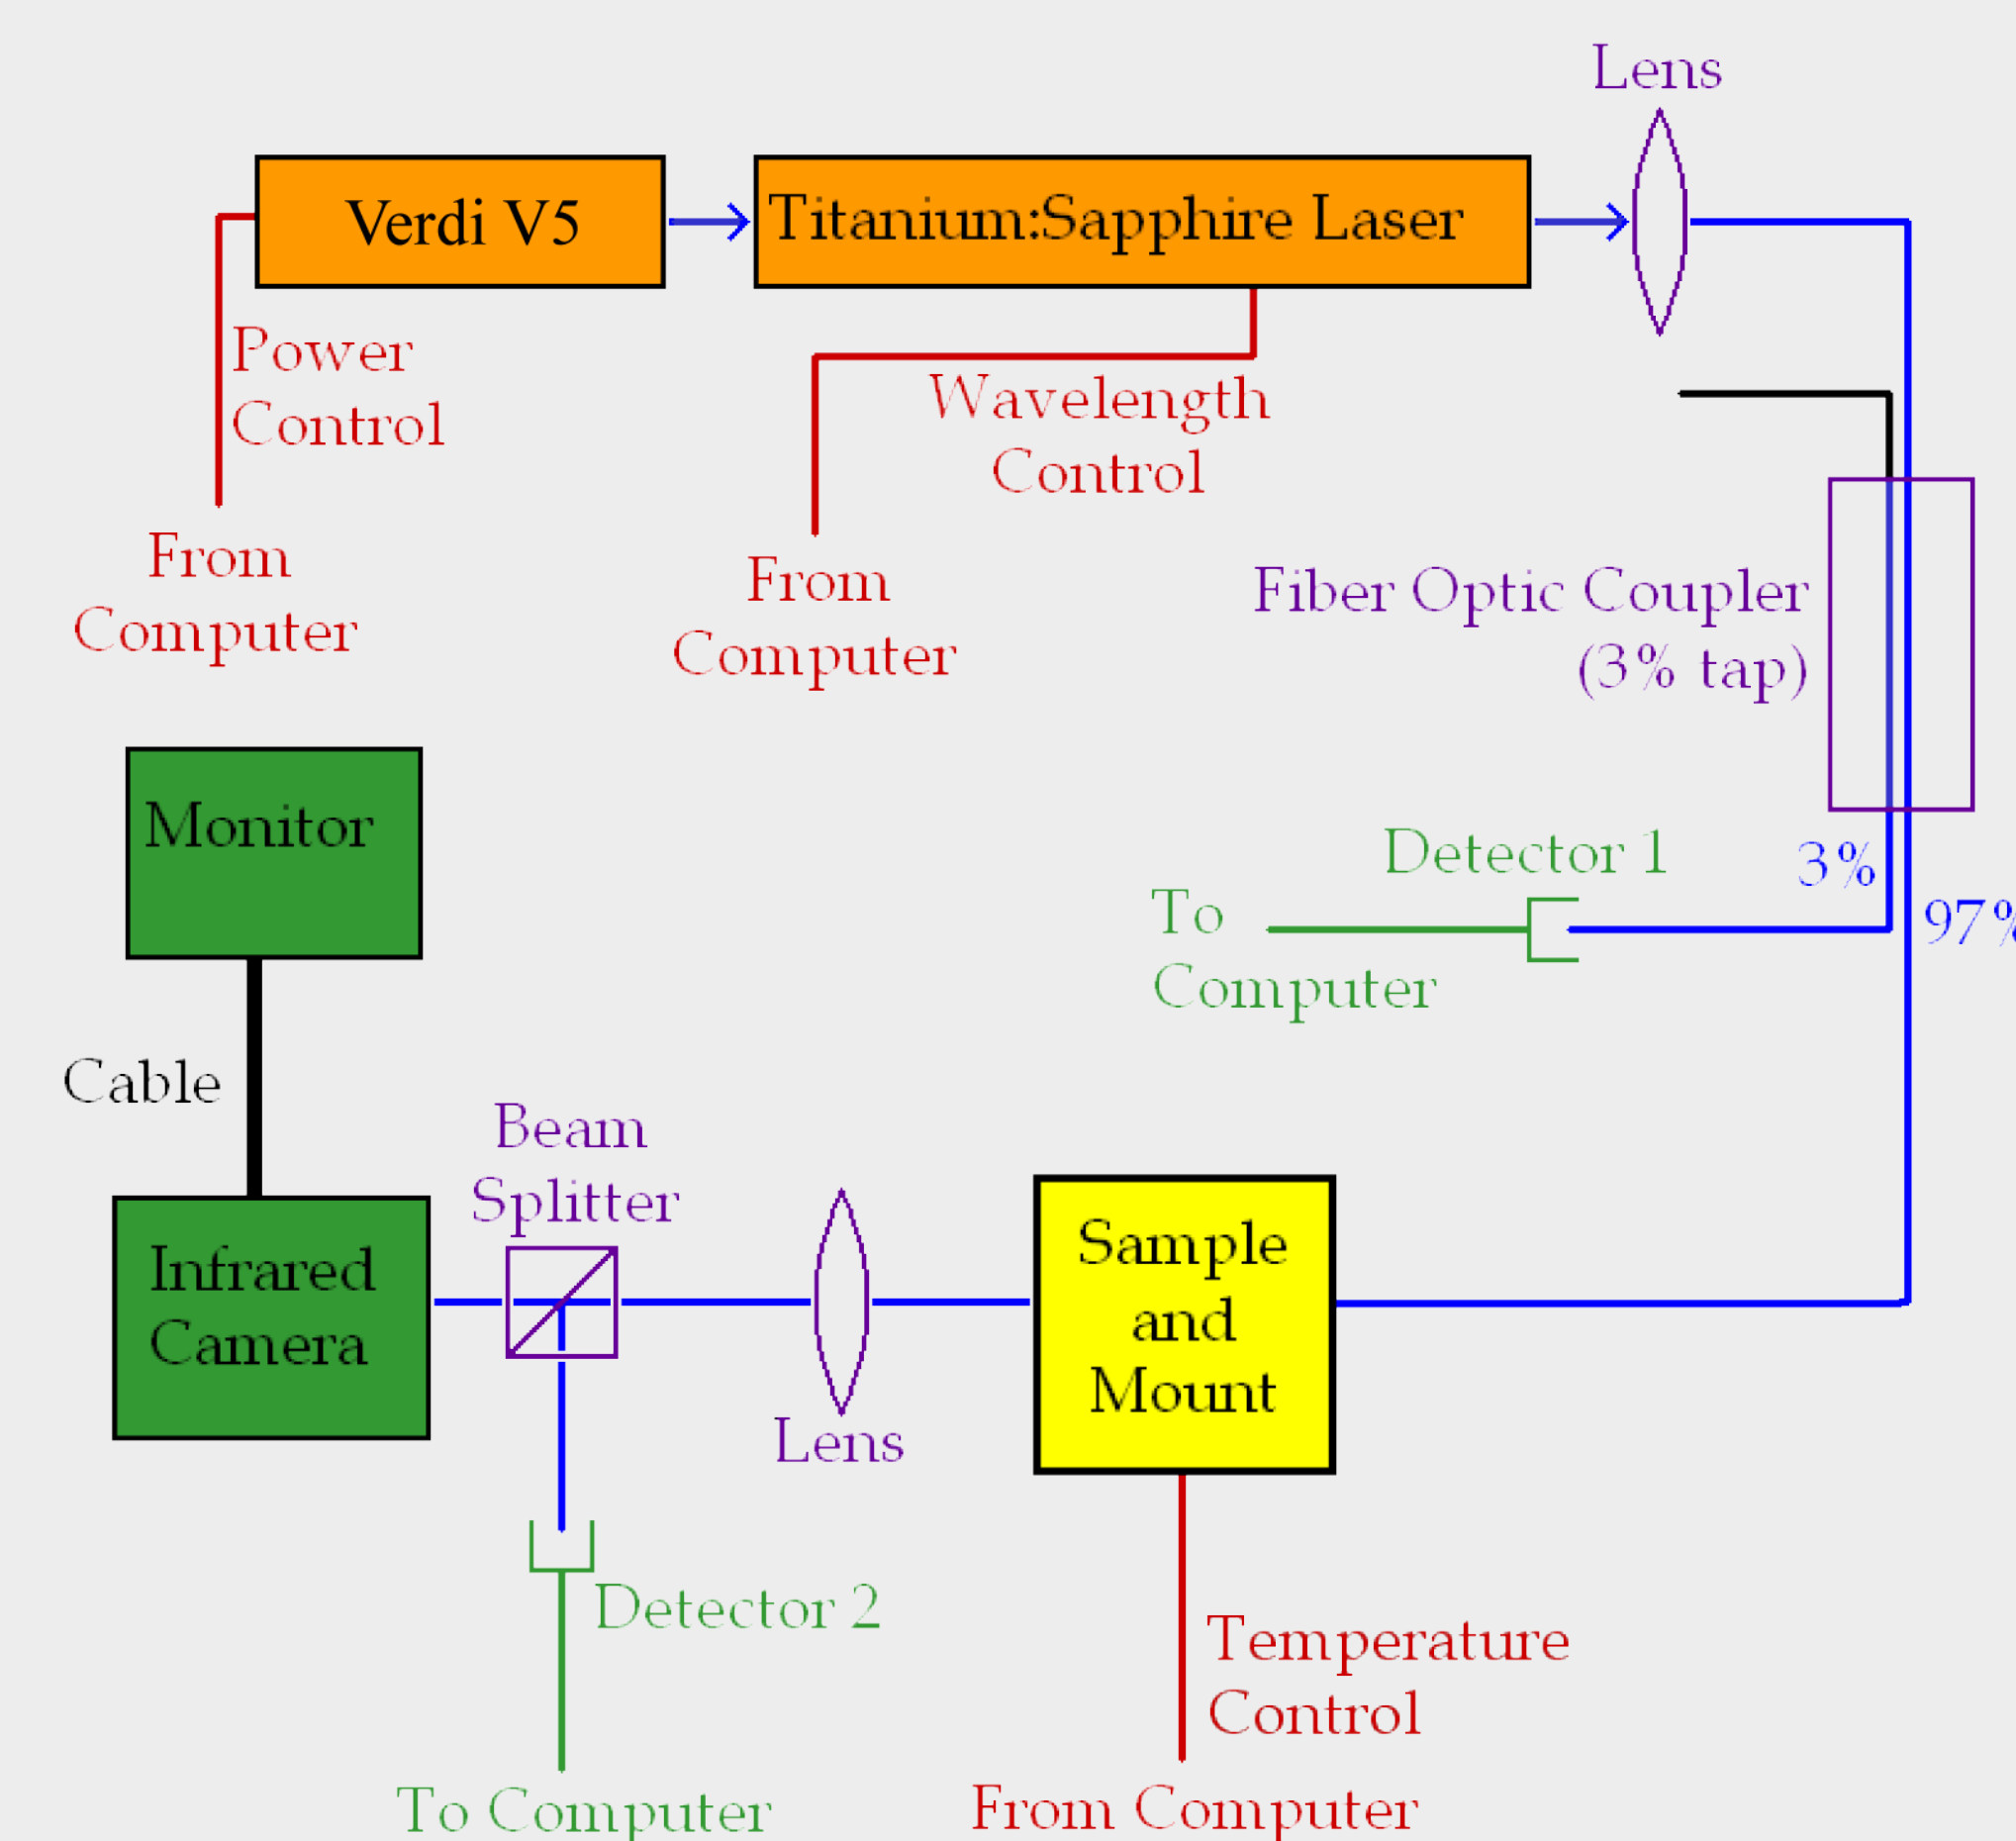 Lens
Verdi V5
Titanium:Sapphire Laser
Power
Control
Wavelength
Control
From
Computer
From
Computer
Fiber Optic Coupler
(3% tap)
Monitor
Detector 1
3%
97%
To
Computer
Cable
Beam
Splitter
Infrared
Camera
Sample
and
Mount
Lens
Detector 2
Temperature
Control
To Computer
From Computer